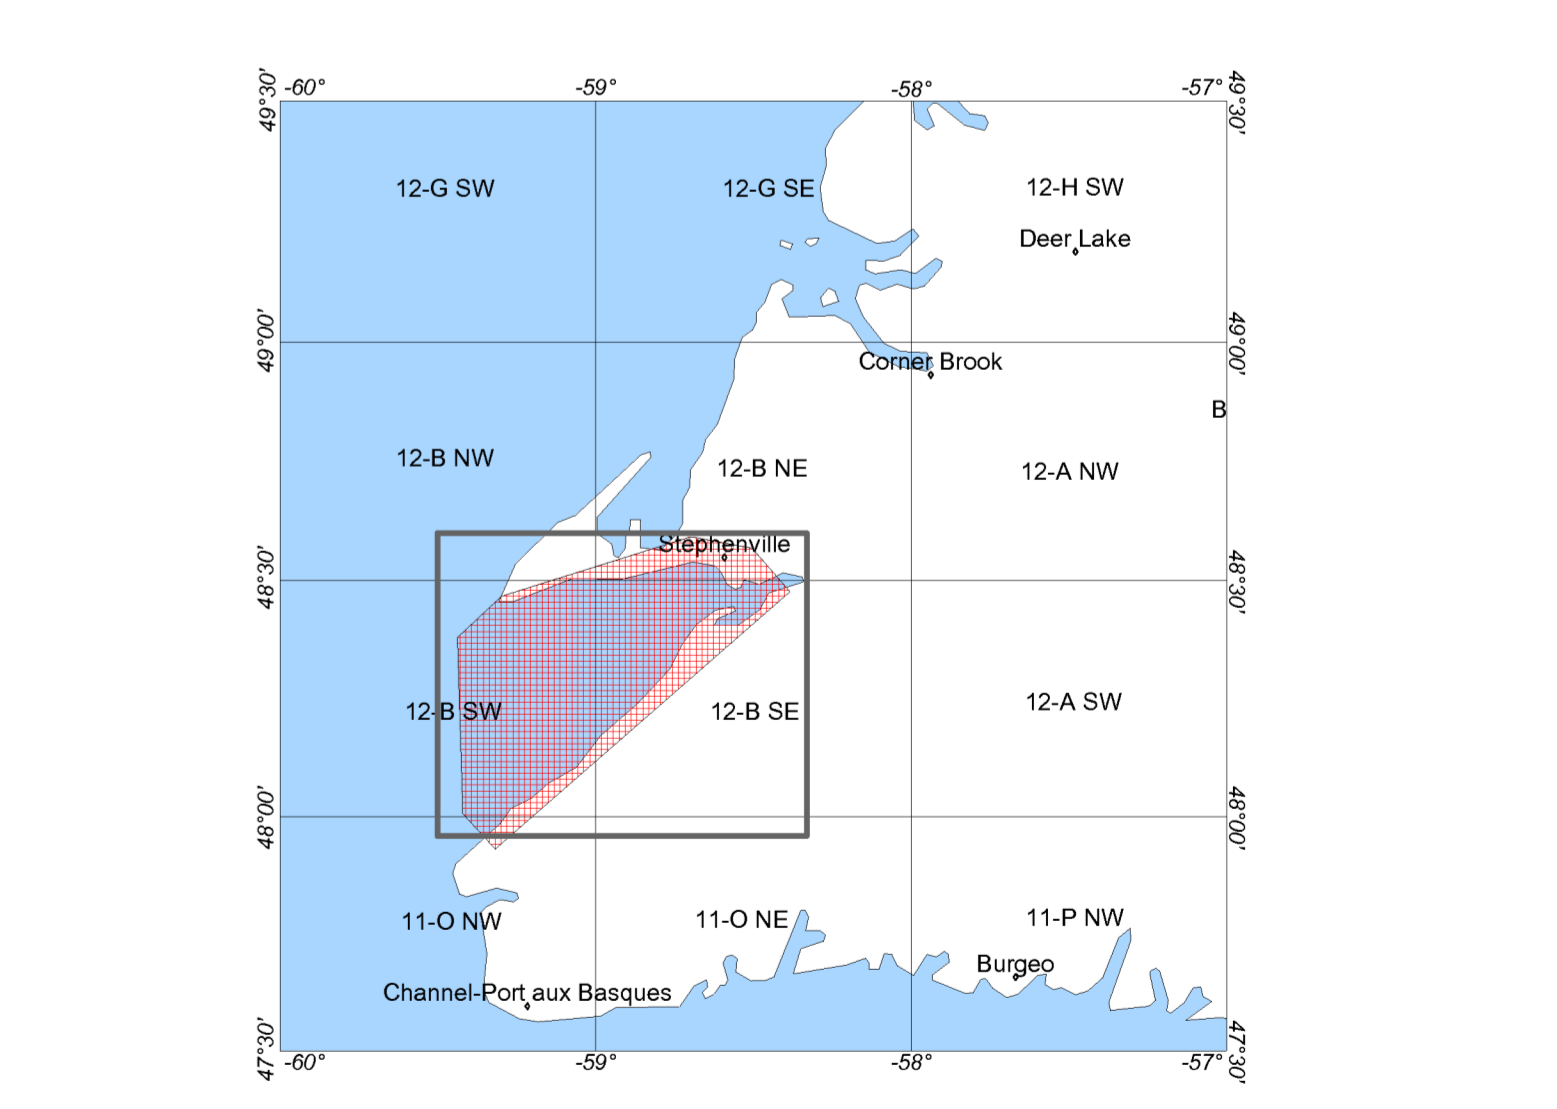 -60°
-59°
-58°
-57°
49°30'
49°30'
12-G SW
12-G SE
12-H SW
Deer Lake
49°00'
49°00'
Corner Brook
B
12-B NW
12-B NE
12-A NW
Stephenville
48°30'
48°30'
12-B SW
12-B SE
12-A SW
48°00'
48°00'
11-O NW
11-O NE
11-P NW
Burgeo
Channel-Port aux Basques
47°30'
47°30'
-60°
-59°
-58°
-57°